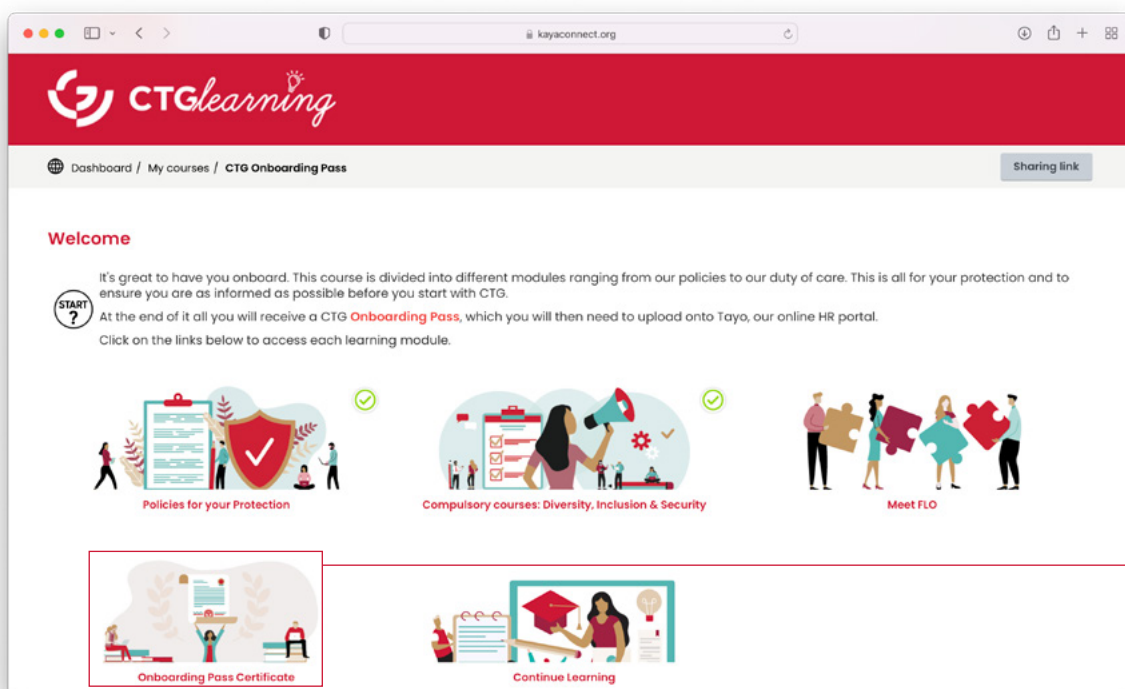 kayaconnect.org
CTGlearning
Dashboard / My courses / CTG Onboarding Pass
Sharing link
Welcome
It's great to have you onboard. This course is divided into different modules ranging from our policies to our duty of care. This is all for your protection and to
ensure you are as informed as possible before you start with CTG.
START
?
At the end of it all you will receive a CTG Onboarding Pass, which you will then need to upload onto Tayo, our online HR portal.
Click on the links below to access each learning module.
Policies for your Protection
Compulsory courses: Diversity, Inclusion & Security
Meet FLO
Onboarding Pass Certificate
Continue Learning